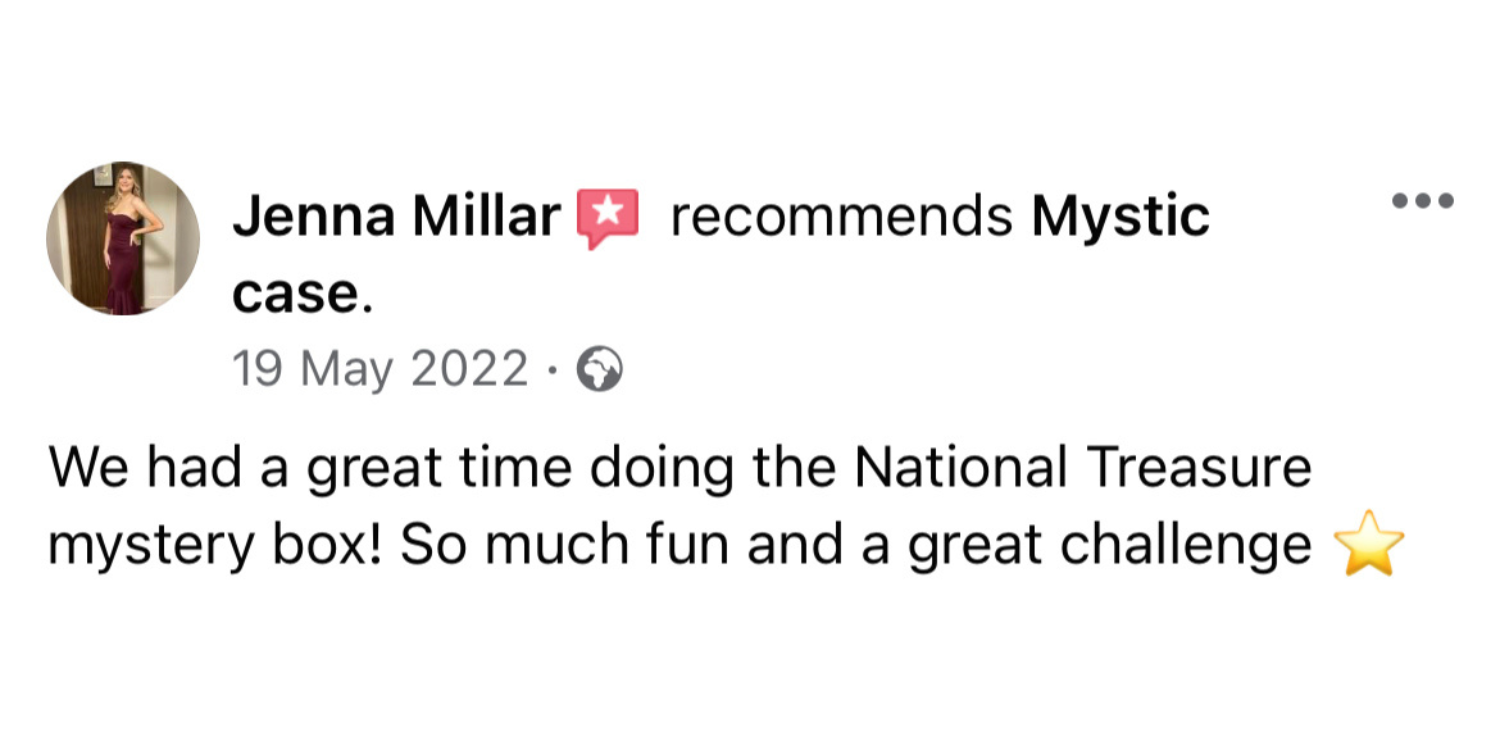 Jenna Millar recommends Mystic
case.
19 May 2022 ·
We had a great time doing the National Treasure
mystery box! So much fun and a great challenge ⭐